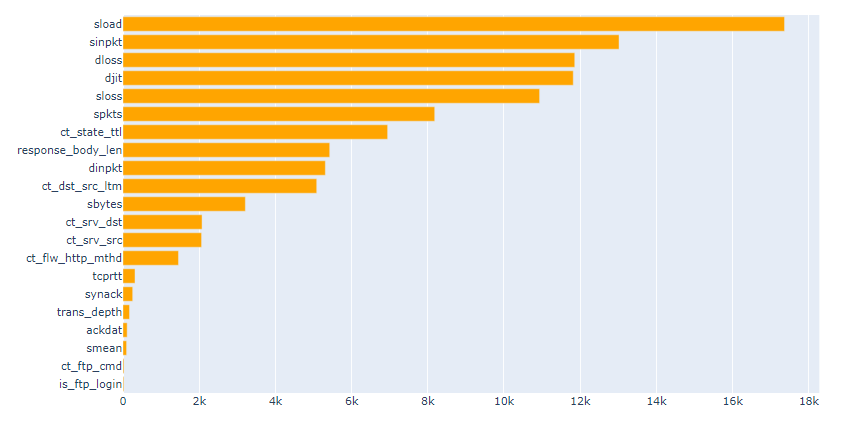 sload
sinpkt
dloss
djit
sloss
spkts
ct_state_ttl
response_body_len
dinpkt
ct_dst_src_ltm
sbytes
ct_srv_dst
ct_srv_src
ct_flw_http_mthd
tcprtt
synack
trans_depth
ackdat
smean
ct_ftp_cmd
is_ftp_login
0 2k 4k 6k 8k 10k 12k 14k 16k 18k